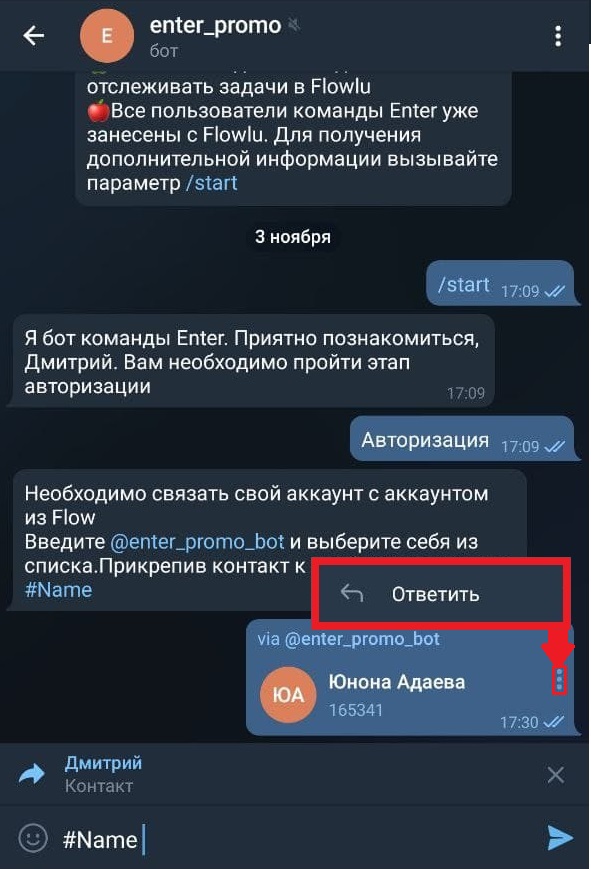 E
enter_promo
бот
отслеживать задачи в Flowlu
🍎Все пользователи команды Enter уже
занесены с Flowlu. Для получения
дополнительной информации вызывайте
параметр /start
3 ноября
/start 17:09
Я бот команды Enter. Приятно познакомиться,
Дмитрий. Вам необходимо пройти этап
авторизации
17:09
Авторизация 17:09
Необходимо связать свой аккаунт с аккаунтом
из Flow
Введите @enter_promo_bot и выберите себя из
списка.Прикрепив контакт к
#Name
Ответить
via @enter_promo_bot
ЮА
Юнона Адаева
165341
17:30
Дмитрий
Контакт
#Name